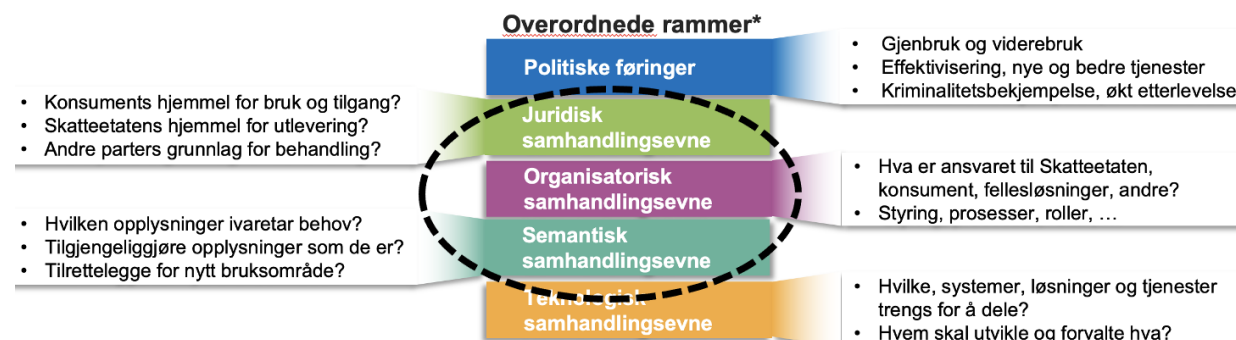 Overordnede rammer*
Politiske føringer
• Gjenbruk og viderebruk
• Effektivisering, nye og bedre tjenester
• Kriminalitetsbekjempelse, økt etterlevelse
• Konsuments hjemmel for bruk og tilgang?
• Skatteetatens hjemmel for utlevering?
• Andre parters grunnlag for behandling?
Juridisk
samhandlingsevne
Organisatorisk
samhandlingsevne
• Hva er ansvaret til Skatteetaten,
konsument, fellesløsninger, andre?
• Styring, prosesser, roller, …
• Hvilken opplysninger ivaretar behov?
• Tilgjengeliggjøre opplysninger som de er?
• Tilrettelegge for nytt bruksområde?
Semantisk
samhandlingsevne
Teknologisk
samhandlingsevne
• Hvilke, systemer, løsninger og tjenester
trengs for å dele?
• Hvem skal utvikle og forvalte hva?